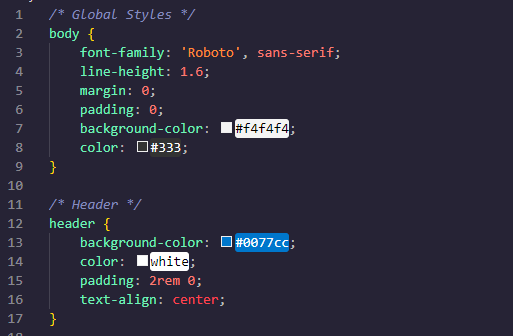 1 /* Global Styles */
2 body {
3 font-family: 'Roboto', sans-serif;
4 line-height: 1.6;
5 margin: 0;
6 padding: 0;
7 background-color: #f4f4f4;
8 color: #333;
9 }
10
11 /* Header */
12 header {
13 background-color: #0077cc;
14 color: white;
15 padding: 2rem 0;
16 text-align: center;
17 }
18